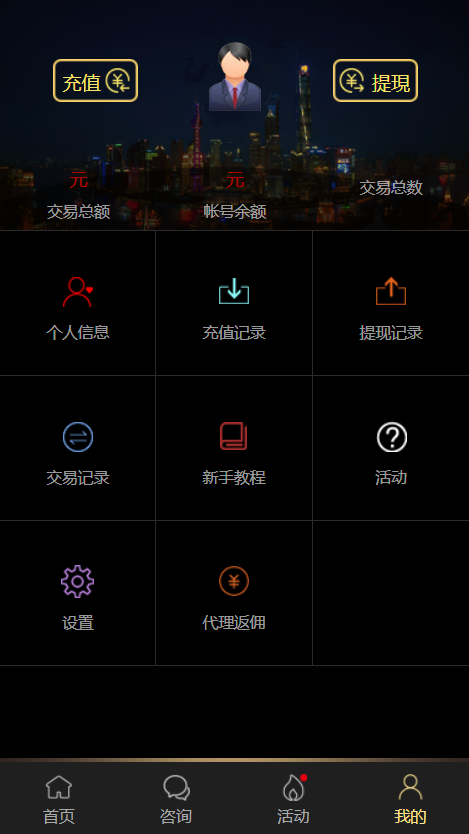 充值
提現
元
元
交易总额
帐号余额
交易总数
个人信息
充值记录
提现记录
交易记录
新手教程
活动
设置
代理返佣
首页
咨询
活动
我的